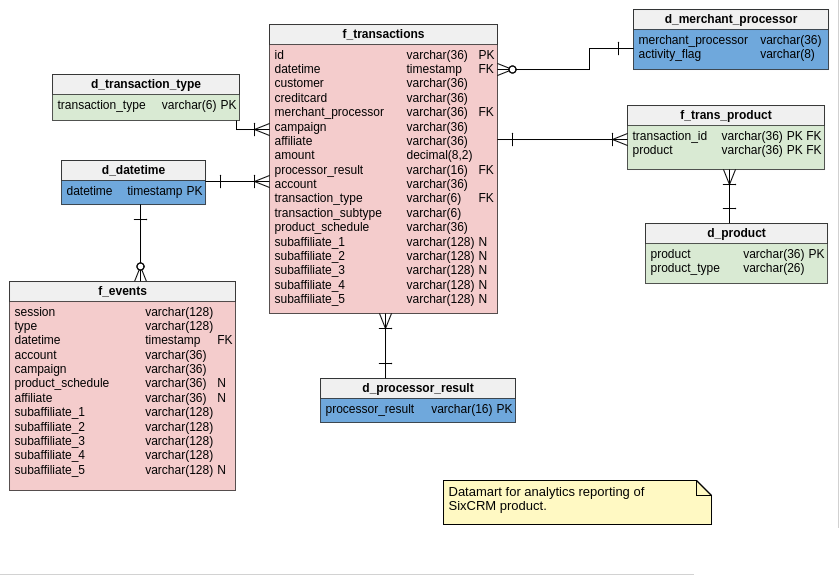 f_transactions
id varchar(36) PK
datetime timestamp FK
customer varchar(36)
creditcard varchar(36)
merchant_processor varchar(36) FK
campaign varchar(36)
affiliate varchar(36)
amount decimal(8,2)
processor_result varchar(16) FK
account varchar(36)
transaction_type varchar(6) FK
transaction_subtype varchar(6)
product_schedule varchar(36)
subaffiliate_1 varchar(128) N
subaffiliate_2 varchar(128) N
subaffiliate_3 varchar(128) N
subaffiliate_4 varchar(128) N
subaffiliate_5 varchar(128) N
d_merchant_processor
merchant_processor varchar(36)
activity_flag varchar(8)
d_transaction_type
transaction_type varchar(6) PK
f_trans_product
transaction_id varchar(36) PK FK
product varchar(36) PK FK
d_datetime
datetime timestamp PK
d_product
product varchar(36) PK
product_type varchar(26)
f_events
session varchar(128)
type varchar(128)
datetime timestamp FK
account varchar(36)
campaign varchar(36)
product_schedule varchar(36) N
affiliate varchar(36) N
subaffiliate_1 varchar(128)
subaffiliate_2 varchar(128)
subaffiliate_3 varchar(128)
subaffiliate_4 varchar(128)
subaffiliate_5 varchar(128) N
d_processor_result
processor_result varchar(16) PK
Datamart for analytics reporting of
SixCRM product.